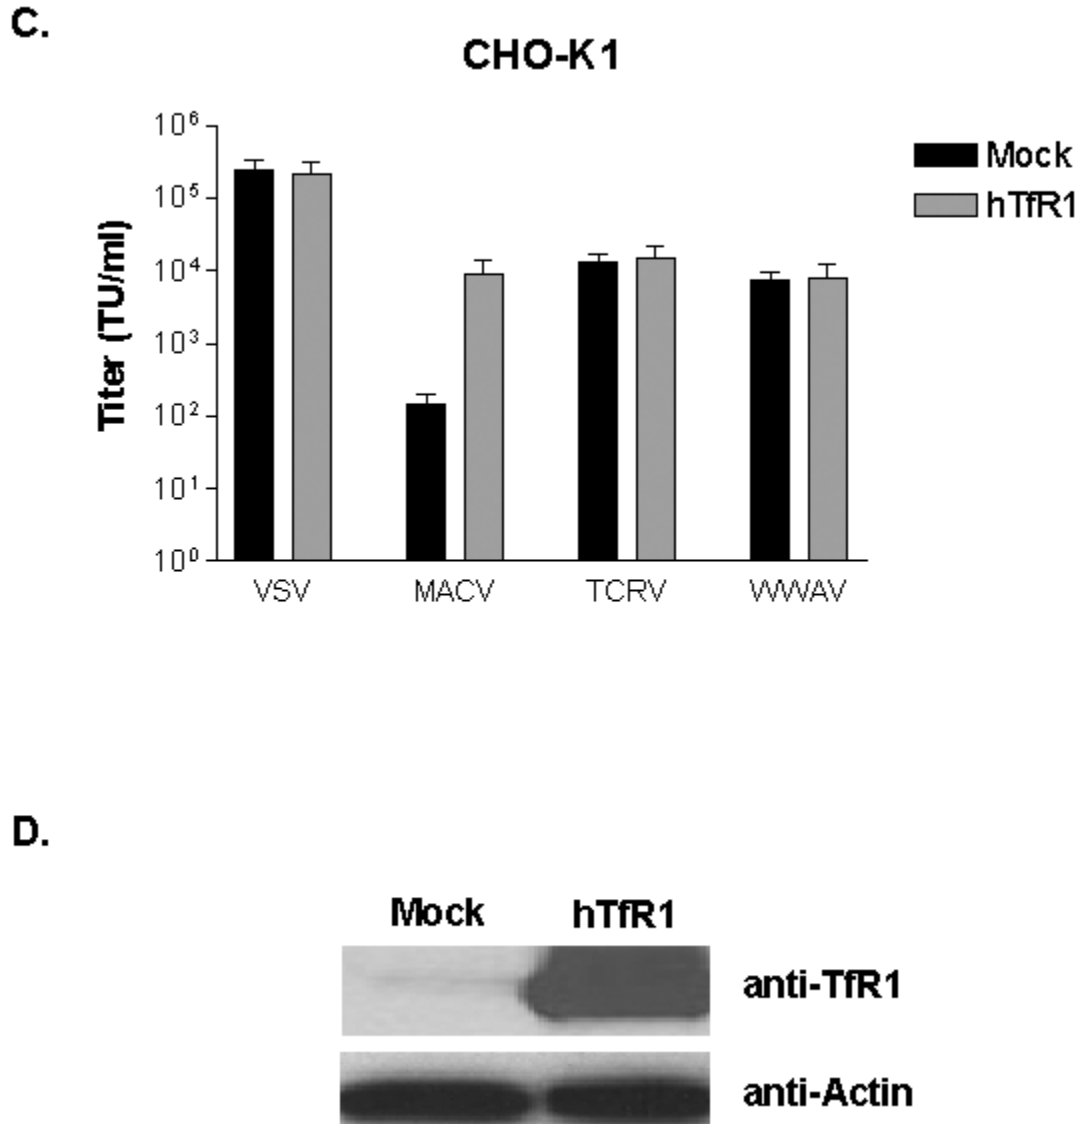 C.
CHO-K1
Titer (TU/ml)
10⁶
10⁵
10⁴
10³
10²
10¹
10⁰
VSV
MACV
TCRV
WWAV
Mock
hTfR1
D.
Mock hTfR1
anti-TfR1
anti-Actin